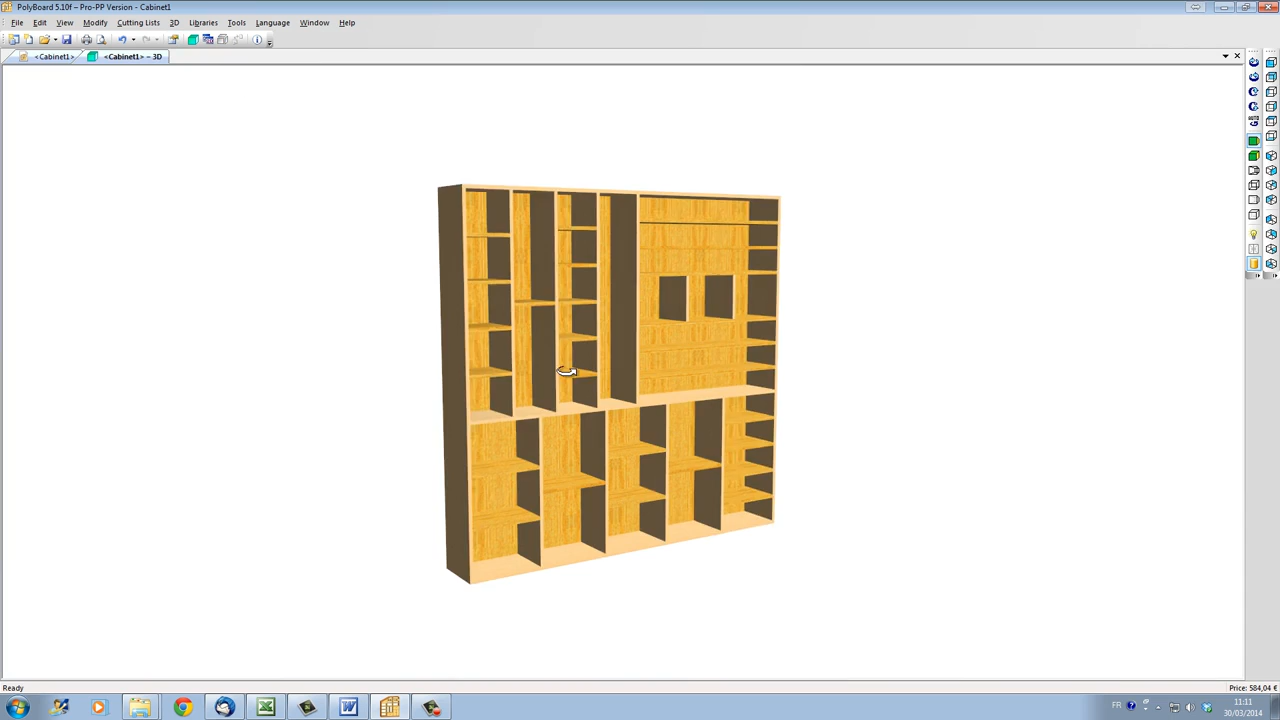 PolyBoard 5.10f - Pro-PP Version - Cabinet1
File Edit View Modify Cutting Lists 3D Libraries Tools Language Window Help
<Cabinet1> <Cabinet1> - 3D
AUTO
Ready Price: 584,04 €
FR 11:11
30/03/2014